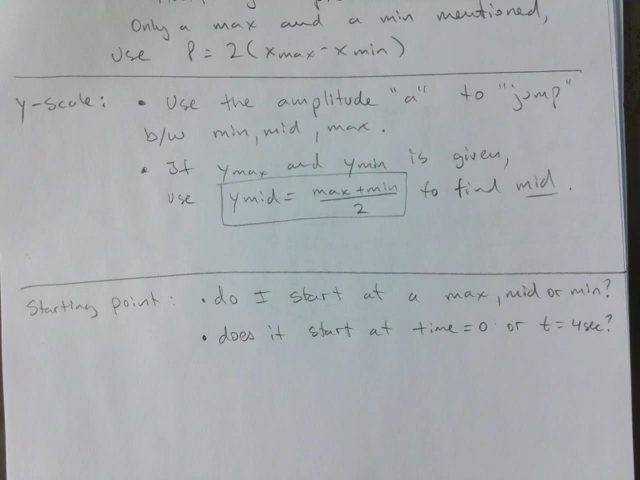 Only a max and a min mentioned,
Use P = 2(xmax - xmin)
Y-scale: • Use the amplitude "a" to "jump"
b/w min, mid, max.
• If ymax and ymin is given,
use ymid = max+min/2 to find mid.
Starting point: • do I start at a max, mid or min?
• does it start at time = 0 or t = 4sec?